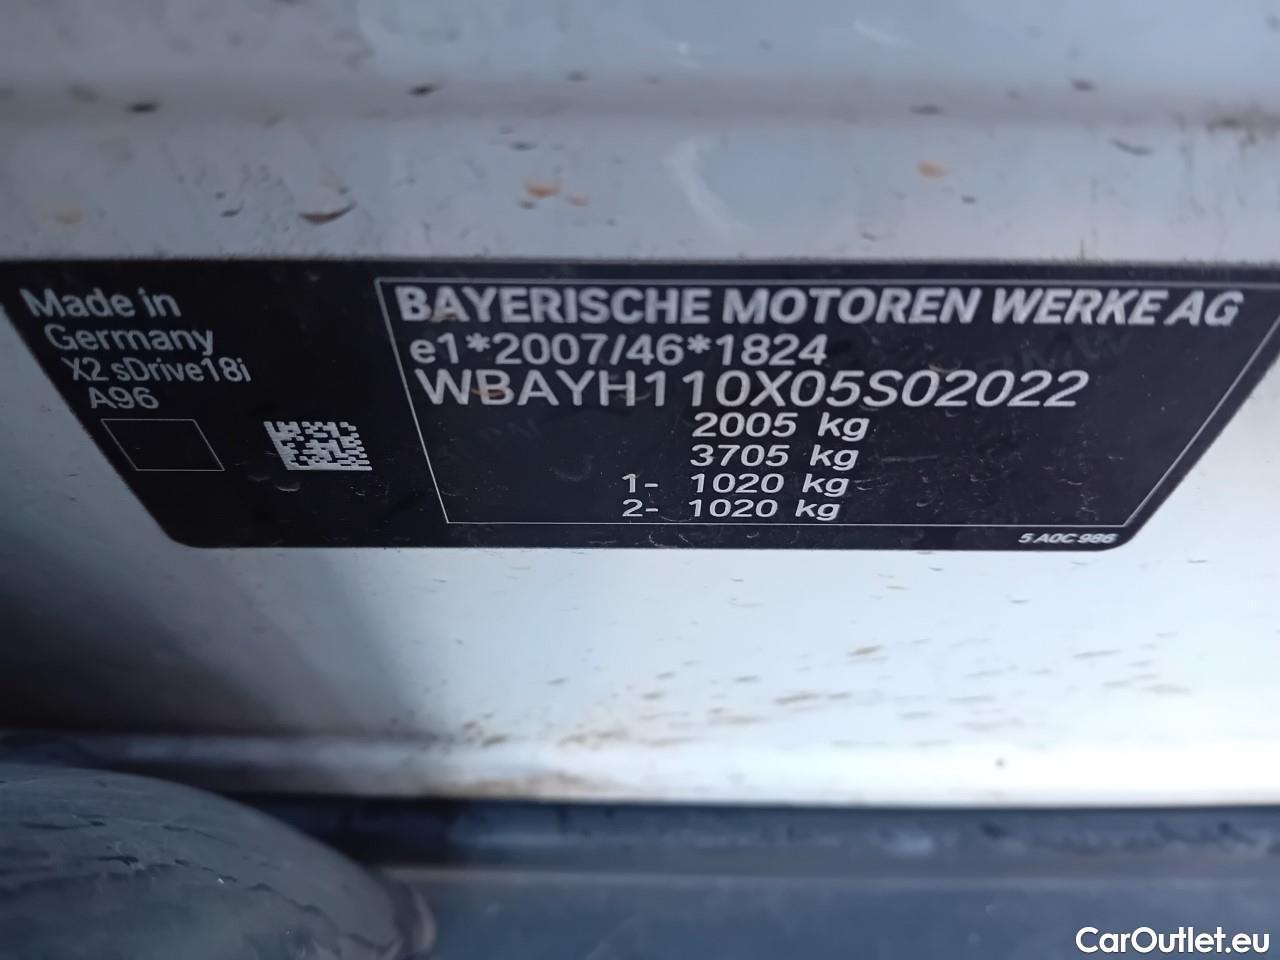 Made in
Germany
X2 sDrive18i
A96
BAYERISCHE MOTOREN WERKE AG
e1*2007/46*1824
WBAYH110X05S02022
2005 kg
3705 kg
1- 1020 kg
2- 1020 kg
5 A0C 986
CarOutlet.eu